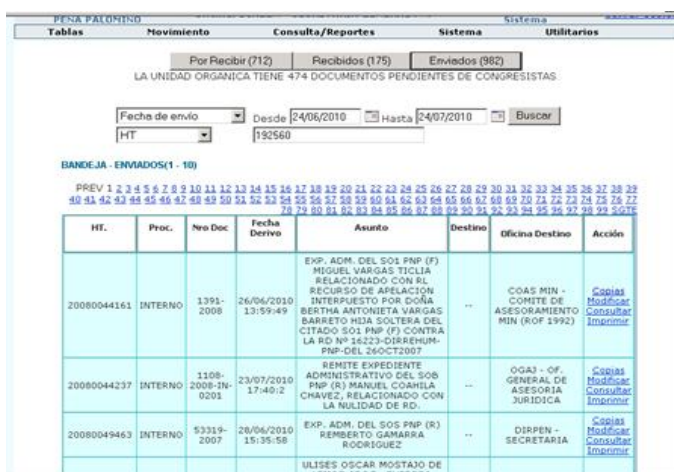 PENA PALOMINO
Sistema
Tablas Movimiento Consulta/Reportes Sistema Utilitarios
Por Recibir (712) Recibidos (175) Enviados (982)
LA UNIDAD ORGANICA TIENE 474 DOCUMENTOS PENDIENTES DE CONGRESISTAS
Fecha de envío Desde 24/06/2010 Hasta 24/07/2010 Buscar
HT 192560
BANDEJA - ENVIADOS(1 - 10)
PREV 1 2 3 4 5 6 7 8 9 10 11 12 13 14 15 16 17 18 19 20 21 22 23 24 25 26 27 28 29 30 31 32 33 34 35 36 37 38 39
40 41 42 43 44 45 46 47 48 49 50 51 52 53 54 55 56 57 58 59 60 61 62 63 64 65 66 67 68 69 70 71 72 73 74 75 76 77
78 79 80 81 82 83 84 85 86 87 88 89 90 91 92 93 94 95 96 97 98 99 SGTE
HT. Proc. Nro Doc Fecha Derivo Asunto Destino Oficina Destino Acción
EXP. ADM. DEL SO1 PNP (F)
MIGUEL VARGAS TICLIA
RELACIONADO CON RL
RECURSO DE APELACIÓN
INTERPUESTO POR DOÑA
BERTHA ANTONIETA VARGAS
BARRETO HIJA SOLTERA DEL
CITADO SO1 PNP (F) CONTRA
LA RD Nº 16223-DIRREHUM-
PNP-DEL 26OCT2007
20080044161 INTERNO
1391-
2008
26/06/2010
13:59:49
--
COAS MIN -
COMITE DE
ASESORAMIENTO
MIN (ROF 1992)
Copias
Modificar
Consultar
Imprimir
REMITE EXPEDIENTE
ADMINISTRATIVO DEL SOB
PNP (R) MANUEL COAHILA
CHAVEZ, RELACIONADO CON
LA NULIDAD DE RD.
20080044237 INTERNO
1108-
2008-IN-
0201
23/07/2010
17:40:2
--
OGAJ - OF.
GENERAL DE
ASESORIA
JURIDICA
Copias
Modificar
Consultar
Imprimir
20080049463 INTERNO
53319-
2007
28/06/2010
15:35:58
EXP. ADM. DEL SOS PNP (R)
REMBERTO GAMARRA
RODRIGUEZ
--
DIRPEN -
SECRETARIA
Copias
Modificar
Consultar
Imprimir
ULISES OSCAR MOSTAJO DE